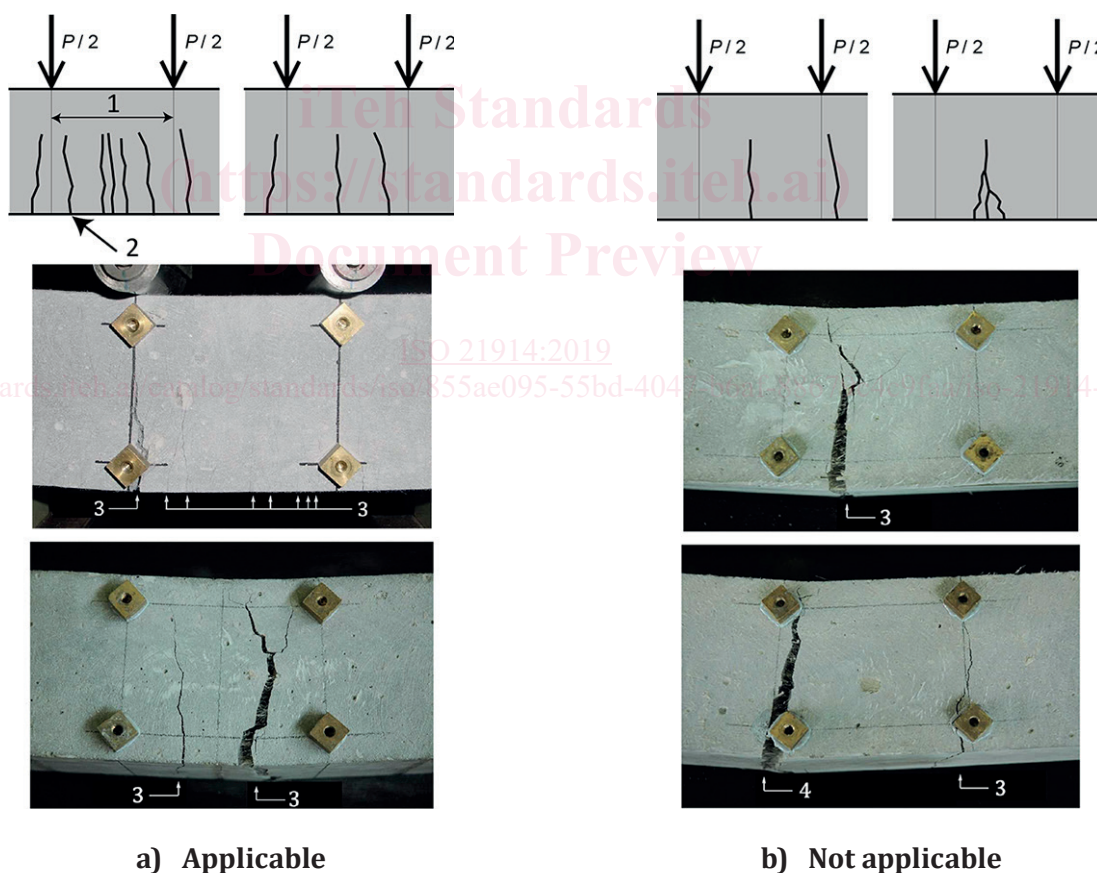 P/2
P/2
P/2
P/2
P/2
P/2
P/2
P/2
1
2
iTeh Standards
(https://standards.iteh.ai)
Document Preview
ISO 21914:2019
3
3
3
3
3
4
3
a) Applicable
b) Not applicable